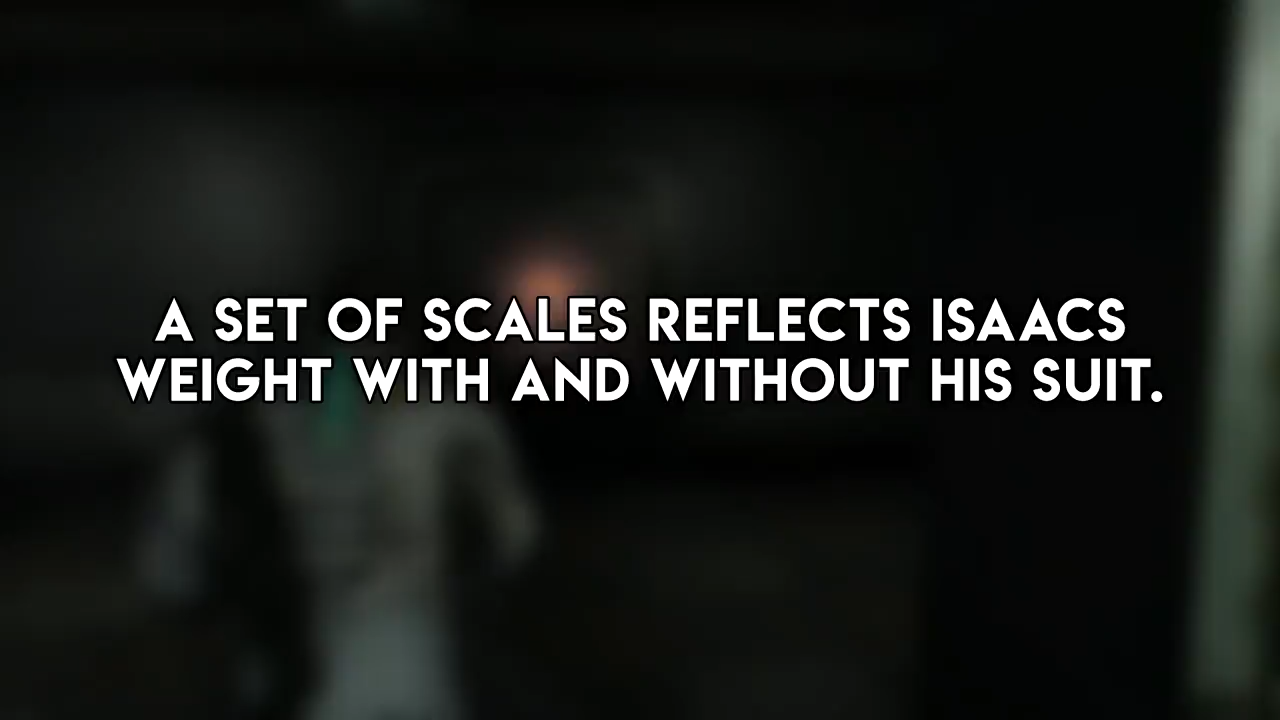 A SET OF SCALES REFLECTS ISAACS
WEIGHT WITH AND WITHOUT HIS SUIT.